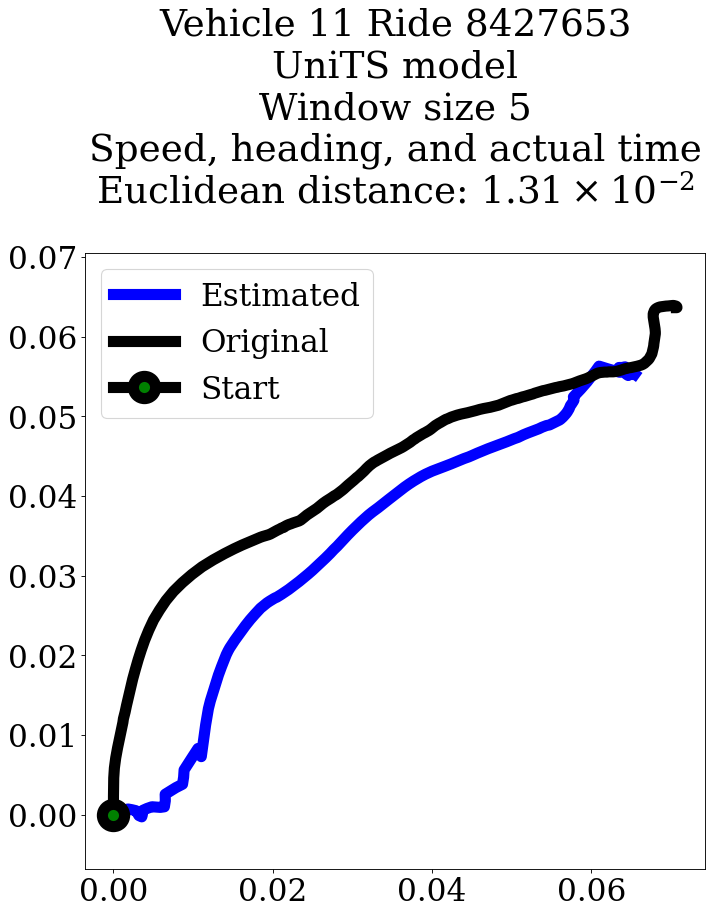 Vehicle 11 Ride 8427653
UniTS model
Window size 5
Speed, heading, and actual time
Euclidean distance: 1.31 × 10⁻²
0.07
0.06
0.05
0.04
0.03
0.02
0.01
0.00
Estimated
Original
Start
0.00 0.02 0.04 0.06